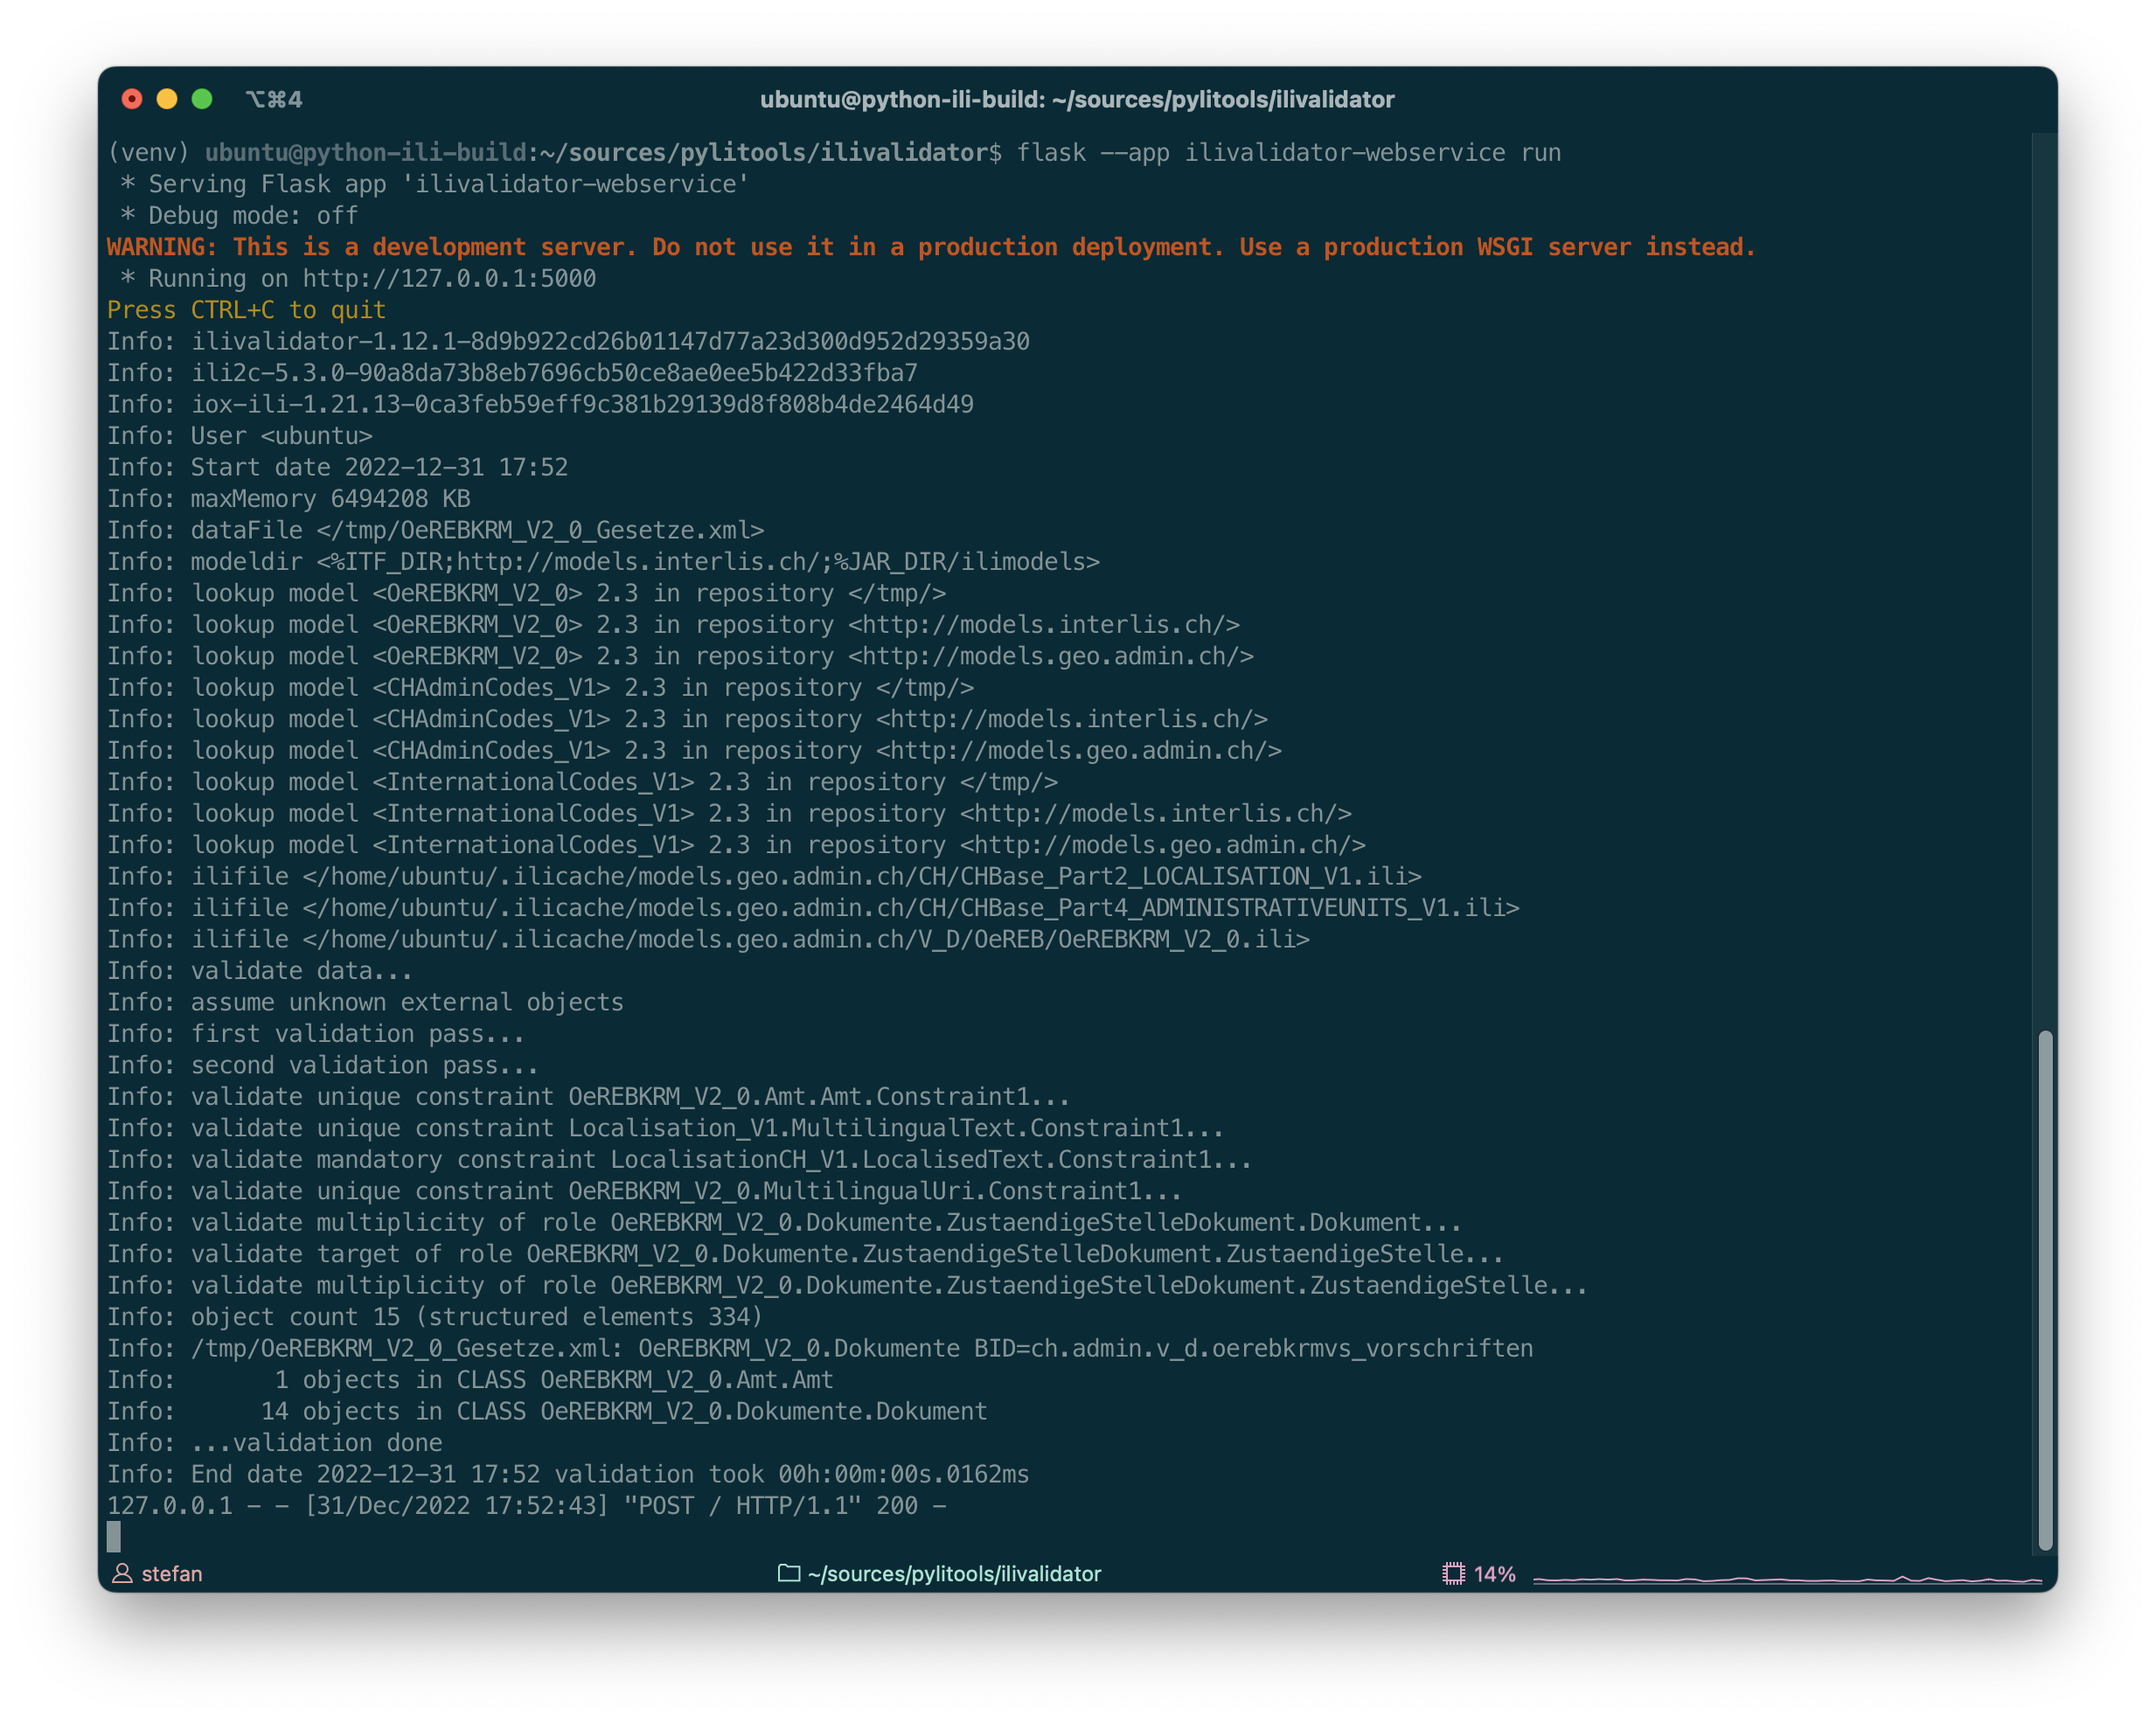 ⌥⌘4
ubuntu@python-ili-build: ~/sources/pylitools/ilivalidator
(venv) ubuntu@python-ili-build:~/sources/pylitools/ilivalidator$ flask --app ilivalidator-webservice run
 * Serving Flask app 'ilivalidator-webservice'
 * Debug mode: off
WARNING: This is a development server. Do not use it in a production deployment. Use a production WSGI server instead.
 * Running on http://127.0.0.1:5000
Press CTRL+C to quit
Info: ilivalidator-1.12.1-8d9b922cd26b01147d77a23d300d952d29359a30
Info: ili2c-5.3.0-90a8da73b8eb7696cb50ce8ae0ee5b422d33fba7
Info: iox-ili-1.21.13-0ca3feb59eff9c381b29139d8f808b4de2464d49
Info: User <ubuntu>
Info: Start date 2022-12-31 17:52
Info: maxMemory 6494208 KB
Info: dataFile </tmp/OeREBKRM_V2_0_Gesetze.xml>
Info: modeldir <%ITF_DIR;http://models.interlis.ch/;%JAR_DIR/ilimodels>
Info: lookup model <OeREBKRM_V2_0> 2.3 in repository </tmp/>
Info: lookup model <OeREBKRM_V2_0> 2.3 in repository <http://models.interlis.ch/>
Info: lookup model <OeREBKRM_V2_0> 2.3 in repository <http://models.geo.admin.ch/>
Info: lookup model <CHAdminCodes_V1> 2.3 in repository </tmp/>
Info: lookup model <CHAdminCodes_V1> 2.3 in repository <http://models.interlis.ch/>
Info: lookup model <CHAdminCodes_V1> 2.3 in repository <http://models.geo.admin.ch/>
Info: lookup model <InternationalCodes_V1> 2.3 in repository </tmp/>
Info: lookup model <InternationalCodes_V1> 2.3 in repository <http://models.interlis.ch/>
Info: lookup model <InternationalCodes_V1> 2.3 in repository <http://models.geo.admin.ch/>
Info: ilifile </home/ubuntu/.ilicache/models.geo.admin.ch/CH/CHBase_Part2_LOCALISATION_V1.ili>
Info: ilifile </home/ubuntu/.ilicache/models.geo.admin.ch/CH/CHBase_Part4_ADMINISTRATIVEUNITS_V1.ili>
Info: ilifile </home/ubuntu/.ilicache/models.geo.admin.ch/V_D/OeREB/OeREBKRM_V2_0.ili>
Info: validate data...
Info: assume unknown external objects
Info: first validation pass...
Info: second validation pass...
Info: validate unique constraint OeREBKRM_V2_0.Amt.Amt.Constraint1...
Info: validate unique constraint Localisation_V1.MultilingualText.Constraint1...
Info: validate mandatory constraint LocalisationCH_V1.LocalisedText.Constraint1...
Info: validate unique constraint OeREBKRM_V2_0.MultilingualUri.Constraint1...
Info: validate multiplicity of role OeREBKRM_V2_0.Dokumente.ZustaendigeStelleDokument.Dokument...
Info: validate target of role OeREBKRM_V2_0.Dokumente.ZustaendigeStelleDokument.ZustaendigeStelle...
Info: validate multiplicity of role OeREBKRM_V2_0.Dokumente.ZustaendigeStelleDokument.ZustaendigeStelle...
Info: object count 15 (structured elements 334)
Info: /tmp/OeREBKRM_V2_0_Gesetze.xml: OeREBKRM_V2_0.Dokumente BID=ch.admin.v_d.oerebkrmvs_vorschriften
Info:       1 objects in CLASS OeREBKRM_V2_0.Amt.Amt
Info:      14 objects in CLASS OeREBKRM_V2_0.Dokumente.Dokument
Info: ...validation done
Info: End date 2022-12-31 17:52 validation took 00h:00m:00s.0162ms
127.0.0.1 - - [31/Dec/2022 17:52:43] "POST / HTTP/1.1" 200 -
stefan
~/sources/pylitools/ilivalidator
14%